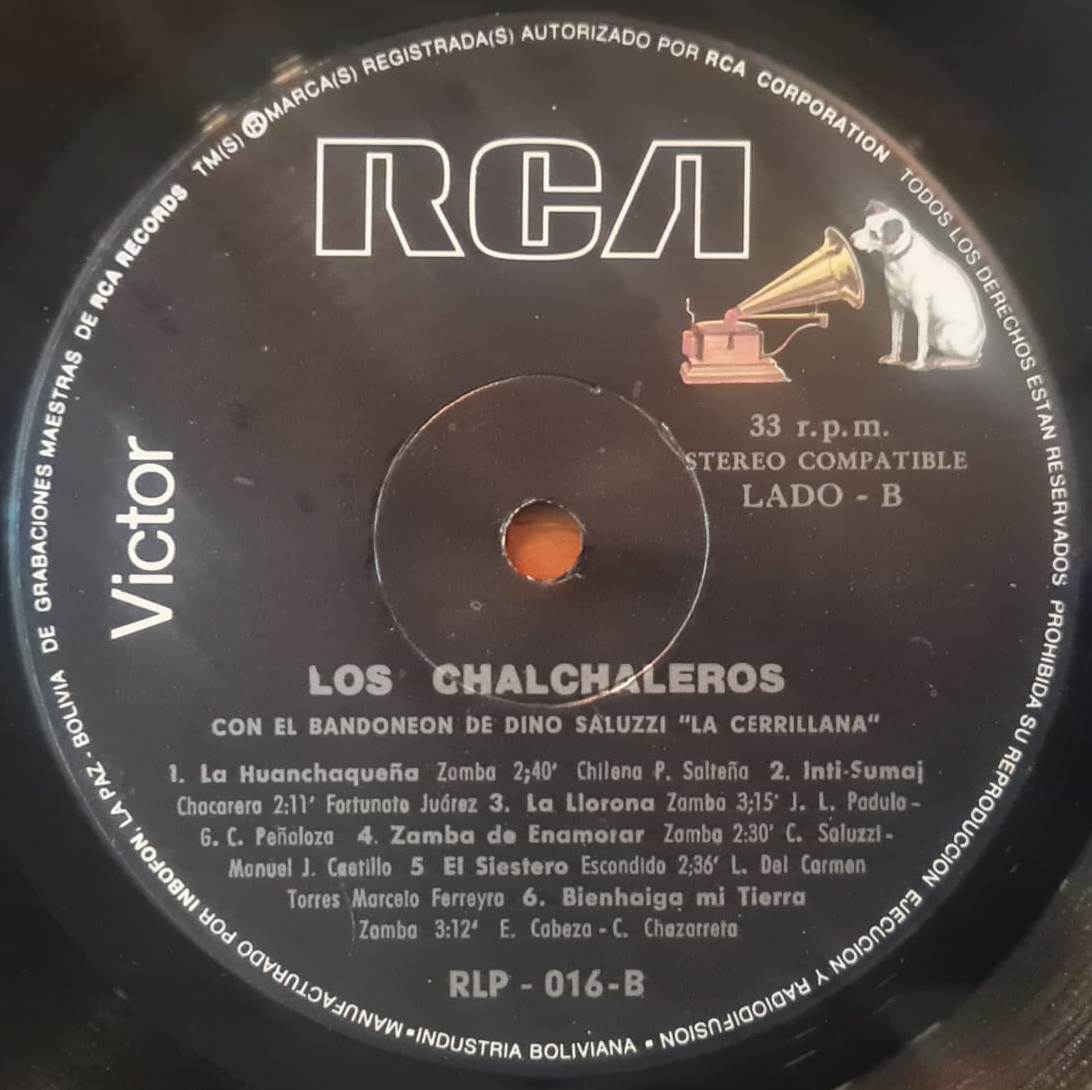 MANUFACTURADO POR INBOFON, LA PAZ - BOLIVIA DE GRABACIONES MAESTRAS DE RCA RECORDS TM(S) ® MARCA(S) REGISTRADA(S) AUTORIZADO POR RCA CORPORATION TODOS LOS DERECHOS ESTAN RESERVADOS PROHIBIDA SU REPRODUCCION EJECUCION Y RADIODIFUSION ▪ INDUSTRIA BOLIVIANA ▪
RCA
Victor
33 r.p.m.
STEREO COMPATIBLE
LADO - B
LOS CHALCHALEROS
CON EL BANDONEON DE DINO SALUZZI "LA CERRILLANA"
1. La Huanchaqueña Zamba 2;40' Chilena P. Salteña 2. Inti-Sumaj
Chacarera 2:11' Fortunato Juárez 3. La Llorona Zamba 3;15' J. L. Padula -
G. C. Peñaloza 4. Zamba de Enamorar Zamba 2:30' C. Saluzzi -
Manuel J. Castillo 5 El Siestero Escondido 2;36' L. Del Carmen
Torres Marcelo Ferreyra 6. Bienhaiga mi Tierra
Zamba 3:12' E. Cabeza - C. Chazarreta
RLP - 016-B